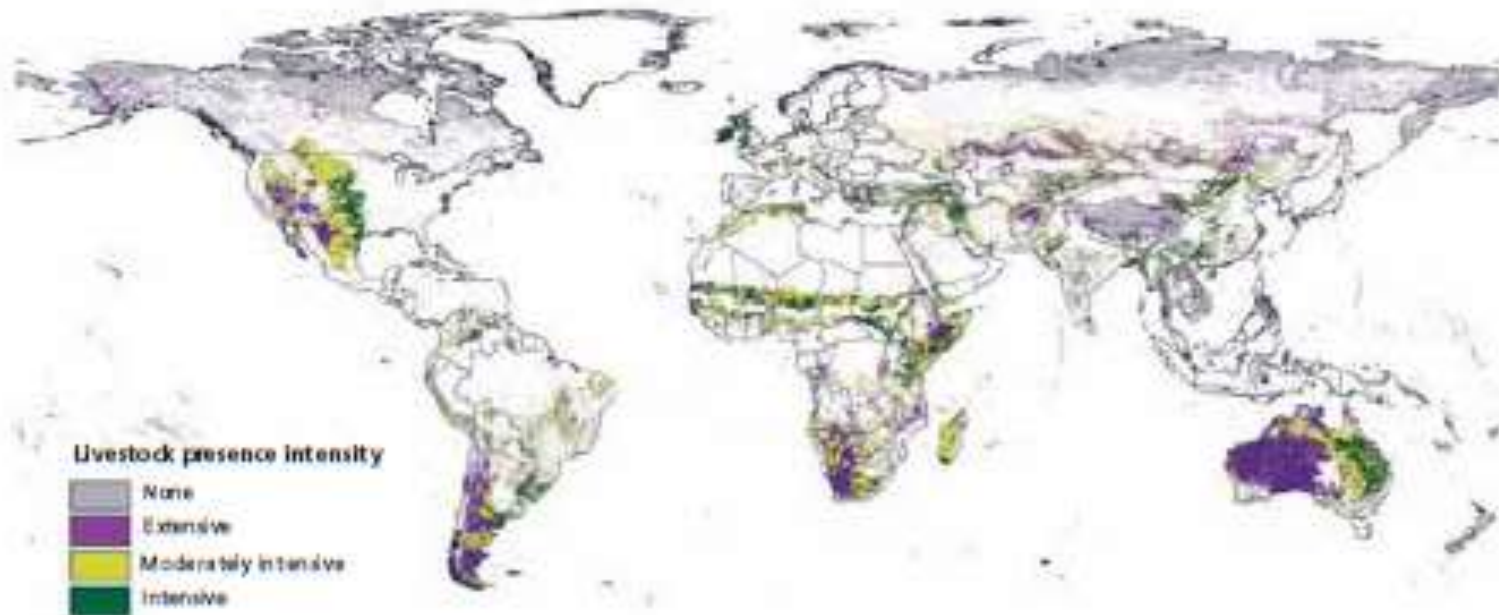 Livestock presence intensity
None
Extensive
Moderately intensive
Intensive